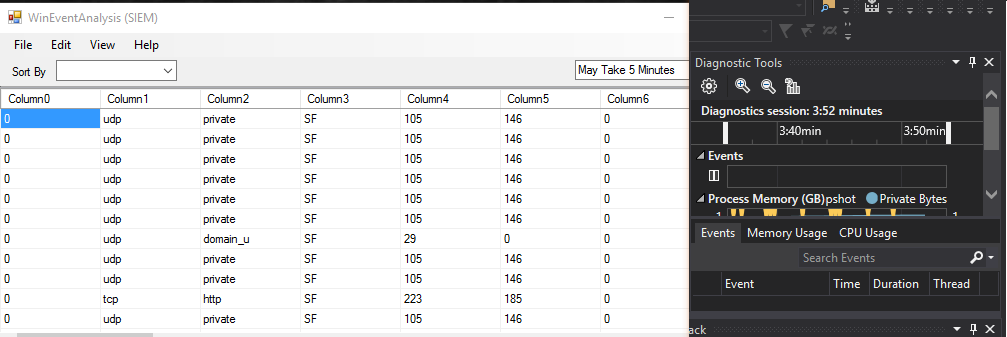 WinEventAnalysis (SIEM)
File Edit View Help
Sort By
May Take 5 Minutes
Column0 Column1 Column2 Column3 Column4 Column5 Column6
0 udp private SF 105 146 0
0 udp private SF 105 146 0
0 udp private SF 105 146 0
0 udp private SF 105 146 0
0 udp private SF 105 146 0
0 udp private SF 105 146 0
0 udp domain_u SF 29 0 0
0 udp private SF 105 146 0
0 udp private SF 105 146 0
0 tcp http SF 223 185 0
0 udp private SF 105 146 0
Diagnostic Tools
Diagnostics session: 3:52 minutes
3:40min 3:50min
Events
Process Memory (GB)pshot Private Bytes
1 1
Events Memory Usage CPU Usage
Search Events
Event Time Duration Thread
ack